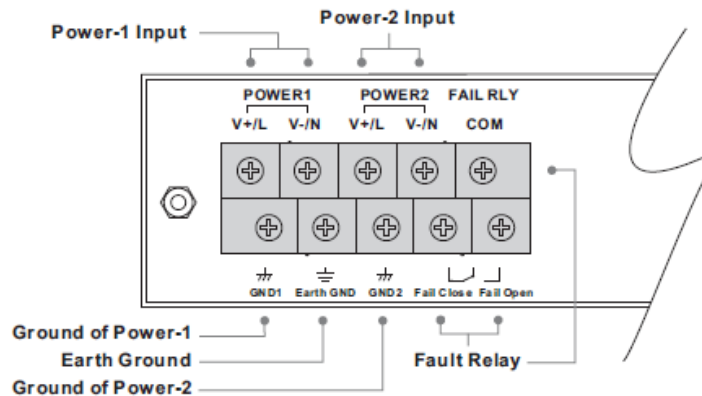 Power-2 Input
Power-1 Input
POWER1 POWER2 FAIL RLY
V+/L V-/N V+/L V-/N COM
GND1 Earth GND GND2 Fail Close Fail Open
Ground of Power-1
Earth Ground Fault Relay
Ground of Power-2